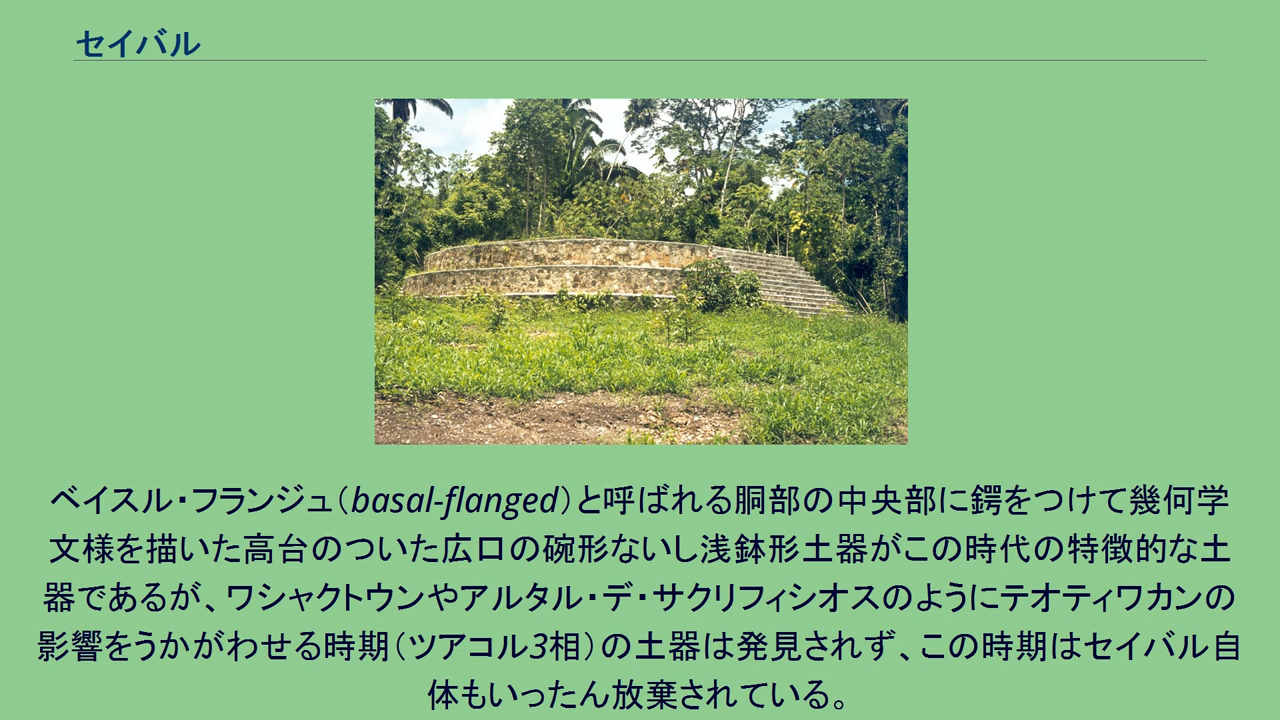 セイバル
ベイスル・フランジュ（basal-flanged）と呼ばれる胴部の中央部に鍔をつけて幾何学
文様を描いた高台のついた広口の碗形ないし浅鉢形土器がこの時代の特徴的な土
器であるが、ワシャクトウンやアルタル・デ・サクリフィシオスのようにテオティワカンの
影響をうかがわせる時期（ツアコル3相）の土器は発見されず、この時期はセイバル自
体もいったん放棄されている。